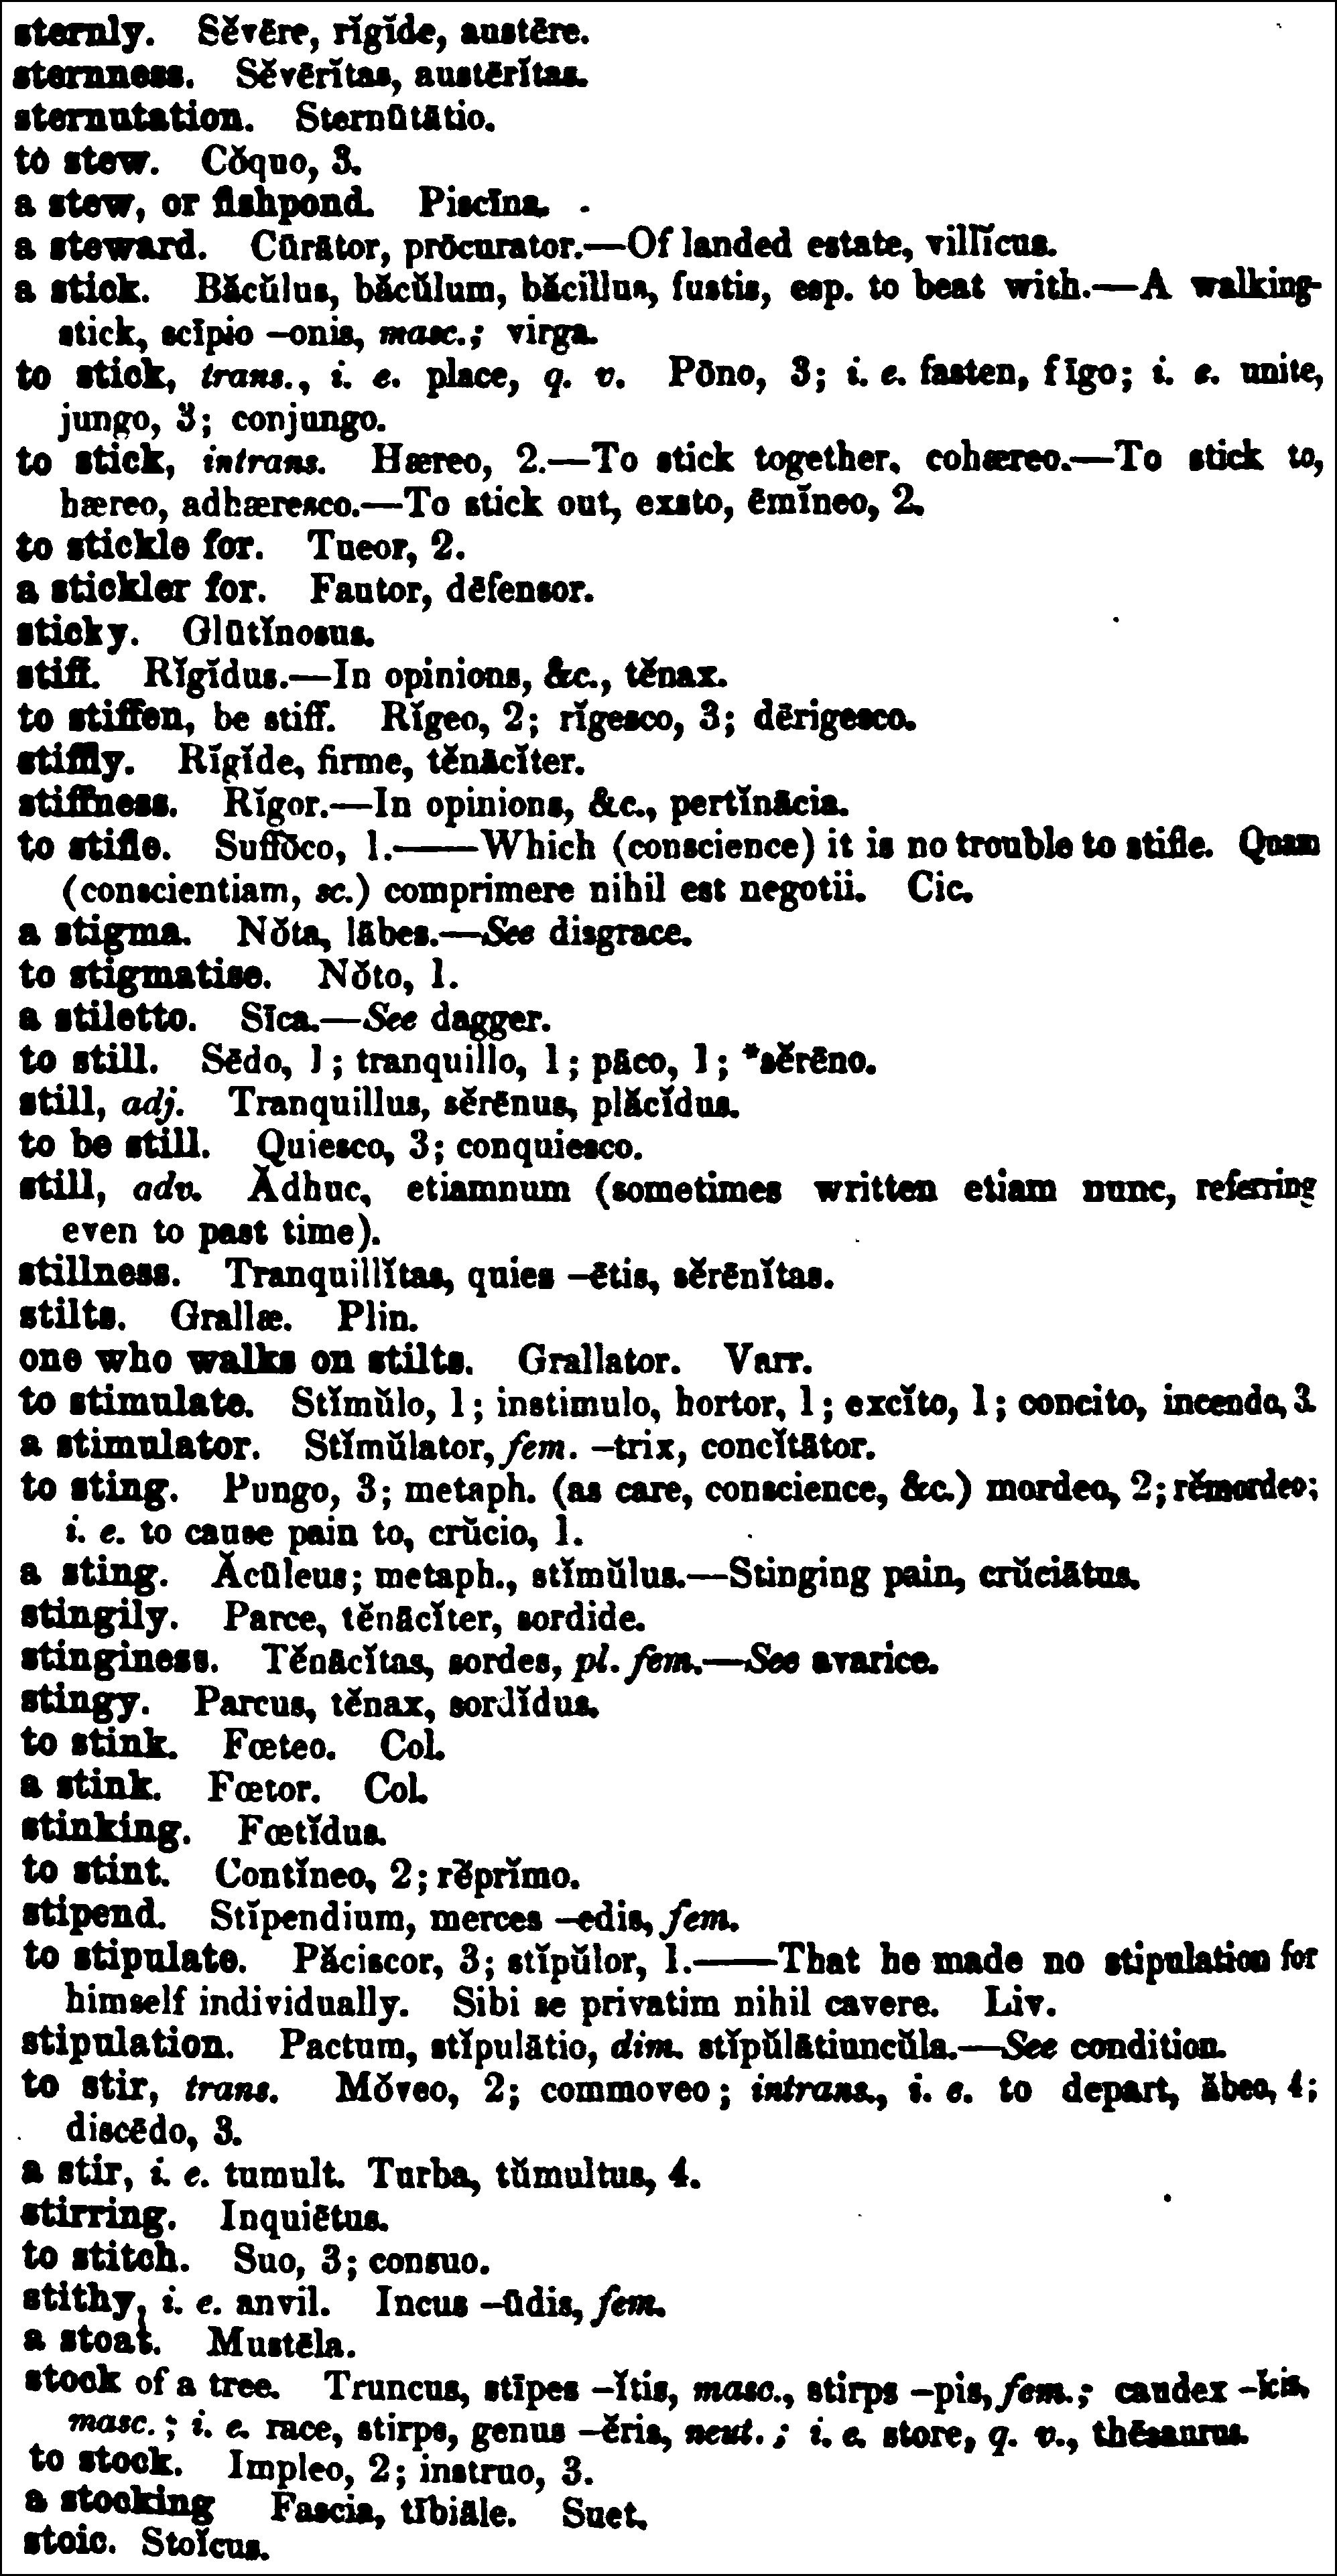 sternly. Sĕvēre, rĭgĭde, austēre.
sternness. Sĕvērĭtas, austērĭtas.
sternutation. Sternūtātio.
to stew. Cŏquo, 3.
a stew, or fishpond. Piscīna.
a steward. Cūrātor, prōcurator.—Of landed estate, villĭcus.
a stick. Băcŭlus, băcŭlum, băcillus, fustis, esp. to beat with.—A walking-
stick, scīpio –onis, masc.; virga.
to stick, trans., i. e. place, q. v. Pōno, 3; i. e. fasten, fīgo; i. e. unite,
jungo, 3; conjungo.
to stick, intrans. Hæreo, 2.—To stick together, cohæreo.—To stick to,
hæreo, adhæresco.—To stick out, exsto, ēmĭneo, 2.
to stickle for. Tueor, 2.
a stickler for. Fautor, dēfensor.
sticky. Glūtĭnosus.
stiff. Rĭgĭdus.—In opinions, &c., tĕnax.
to stiffen, be stiff. Rĭgeo, 2; rĭgesco, 3; dērigesco.
stiffly. Rĭgĭde, firme, tĕnācĭter.
stiffness. Rĭgor.—In opinions, &c., pertĭnācia.
to stifle. Suffōco, 1.——Which (conscience) it is no trouble to stifle. Quam
(conscientiam, sc.) comprimere nihil est negotii. Cic.
a stigma. Nŏta, lābes.—See disgrace.
to stigmatise. Nŏto, 1.
a stiletto. Sīca.—See dagger.
to still. Sēdo, 1; tranquillo, 1; pāco, 1; *sĕrēno.
still, adj. Tranquillus, sĕrēnus, plăcĭdus.
to be still. Quiesco, 3; conquiesco.
still, adv. Ădhuc, etiamnum (sometimes written etiam nunc, referring
even to past time).
stillness. Tranquillĭtas, quies –ētis, sĕrēnĭtas.
stilts. Grallæ. Plin.
one who walks on stilts. Grallator. Varr.
to stimulate. Stĭmŭlo, 1; instimulo, hortor, 1; excĭto, 1; concito, incendo, 3.
a stimulator. Stĭmŭlator, fem. –trix, concĭtātor.
to sting. Pungo, 3; metaph. (as care, conscience, &c.) mordeo, 2; rĕmordeo;
i. e. to cause pain to, crŭcio, 1.
a sting. Ăcūleus; metaph., stĭmŭlus.—Stinging pain, crŭciātus.
stingily. Parce, tĕnācĭter, sordide.
stinginess. Tĕnācĭtas, sordes, pl. fem.—See avarice.
stingy. Parcus, tĕnax, sordĭdus.
to stink. Fœteo. Col.
a stink. Fœtor. Col.
stinking. Fœtĭdus.
to stint. Contĭneo, 2; rĕprĭmo.
stipend. Stĭpendium, merces –edis, fem.
to stipulate. Păciscor, 3; stĭpŭlor, 1.——That he made no stipulation for
himself individually. Sibi se privatim nihil cavere. Liv.
stipulation. Pactum, stĭpulātio, dim. stĭpŭlātiuncŭla.—See condition.
to stir, trans. Mŏveo, 2; commoveo; intrans., i. e. to depart, ăbeo, 4;
discēdo, 3.
a stir, i. e. tumult. Turba, tŭmultus, 4.
stirring. Inquiētus.
to stitch. Suo, 3; consuo.
stithy, i. e. anvil. Incus –ūdis, fem.
a stoat. Mustēla.
stock of a tree. Truncus, stīpes –ĭtis, masc., stirps –pis, fem.; caudex –ĭcis,
masc.; i. e. race, stirps, genus –ĕris, neut.; i. e. store, q. v., thēsaurus.
to stock. Impleo, 2; instruo, 3.
a stocking Fascia, tībiāle. Suet.
stoic. Stoĭcus.